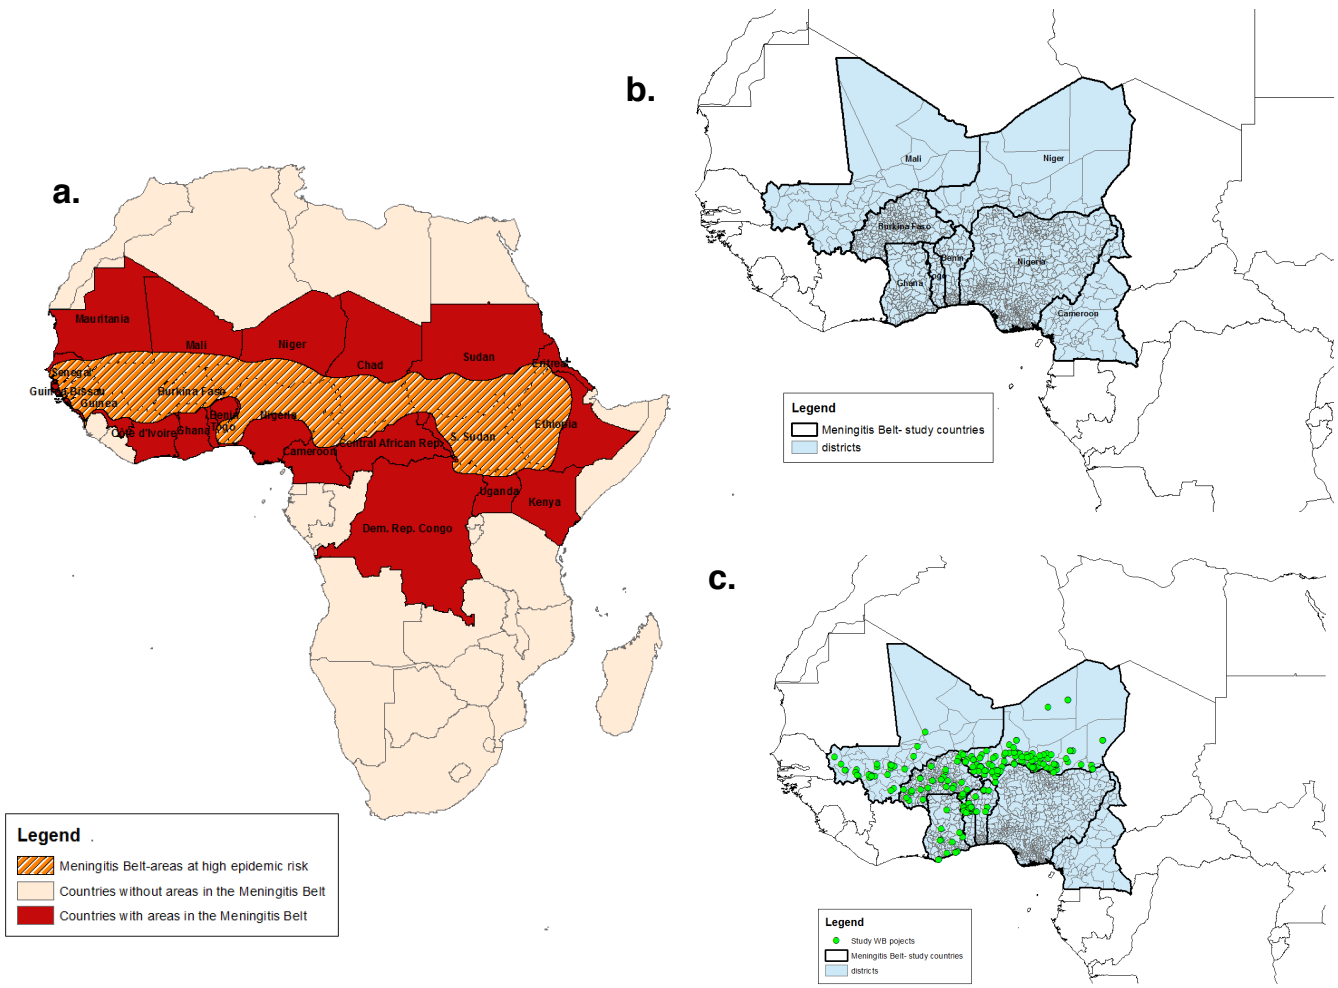 a.
Mauritania
Mali
Niger
Chad
Sudan
Eritrea
Senegal
Guinea Bissau
Guinea
Burkina Faso
Benin
Togo
Nigeria
Côte d'Ivoire
Ghana
Cameroon
Central African Rep.
S. Sudan
Ethiopia
Uganda
Kenya
Dem. Rep. Congo
Legend
Meningitis Belt-areas at high epidemic risk
Countries without areas in the Meningitis Belt
Countries with areas in the Meningitis Belt
b.
Mali
Niger
Burkina Faso
Benin
Togo
Ghana
Nigeria
Cameroon
Legend
Meningitis Belt- study countries
districts
c.
Legend
Study WB pojects
Meningitis Belt- study countries
districts